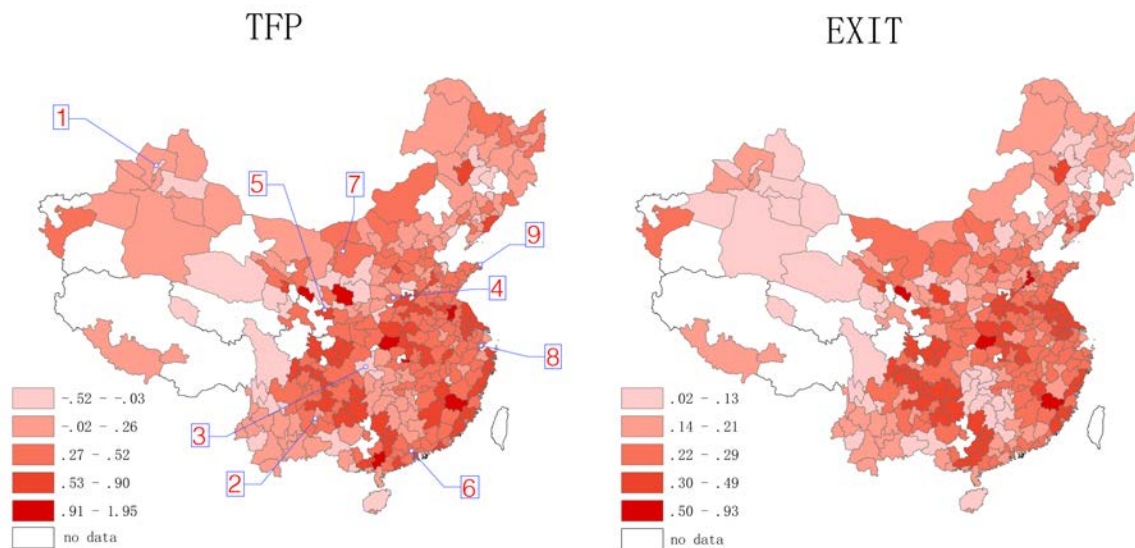 TFP
EXIT
1
5
7
9
4
8
3
2
6
-.52 - -.03
-.02 - .26
.27 - .52
.53 - .90
.91 - 1.95
no data
.02 - .13
.14 - .21
.22 - .29
.30 - .49
.50 - .93
no data